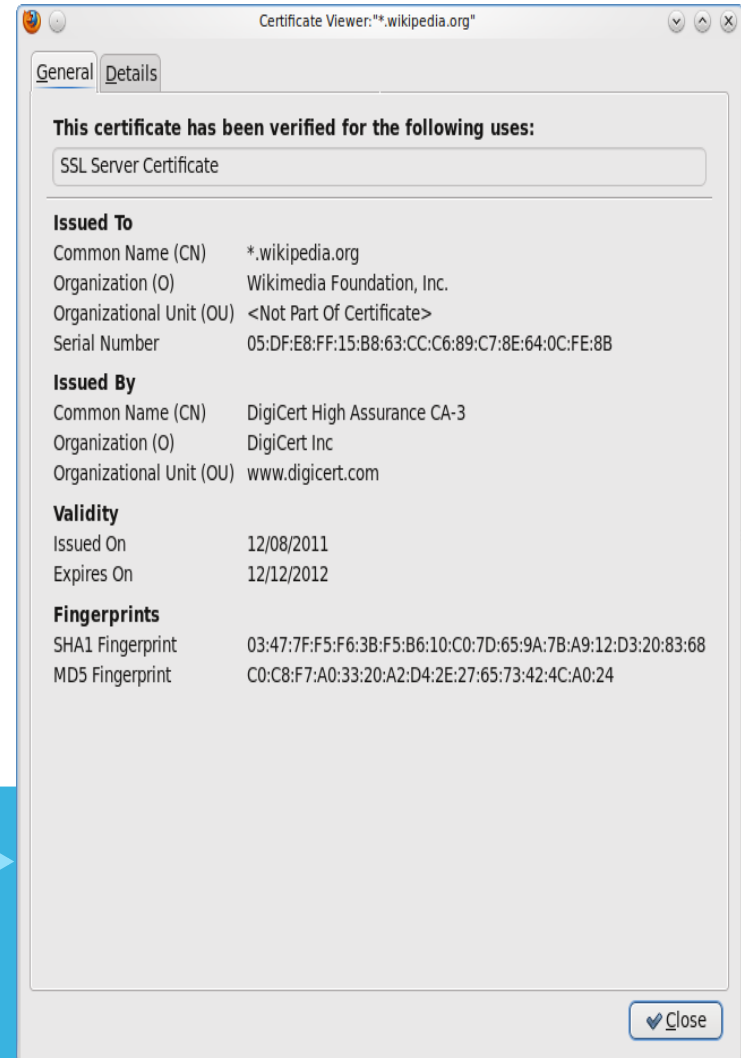 Certificate Viewer:"*.wikipedia.org"
General Details
This certificate has been verified for the following uses:
SSL Server Certificate
Issued To
Common Name (CN) *.wikipedia.org
Organization (O) Wikimedia Foundation, Inc.
Organizational Unit (OU) <Not Part Of Certificate>
Serial Number 05:DF:E8:FF:15:B8:63:CC:C6:89:C7:8E:64:0C:FE:8B
Issued By
Common Name (CN) DigiCert High Assurance CA-3
Organization (O) DigiCert Inc
Organizational Unit (OU) www.digicert.com
Validity
Issued On 12/08/2011
Expires On 12/12/2012
Fingerprints
SHA1 Fingerprint 03:47:7F:F5:F6:3B:F5:B6:10:C0:7D:65:9A:7B:A9:12:D3:20:83:68
MD5 Fingerprint C0:C8:F7:A0:33:20:A2:D4:2E:27:65:73:42:4C:A0:24
Close